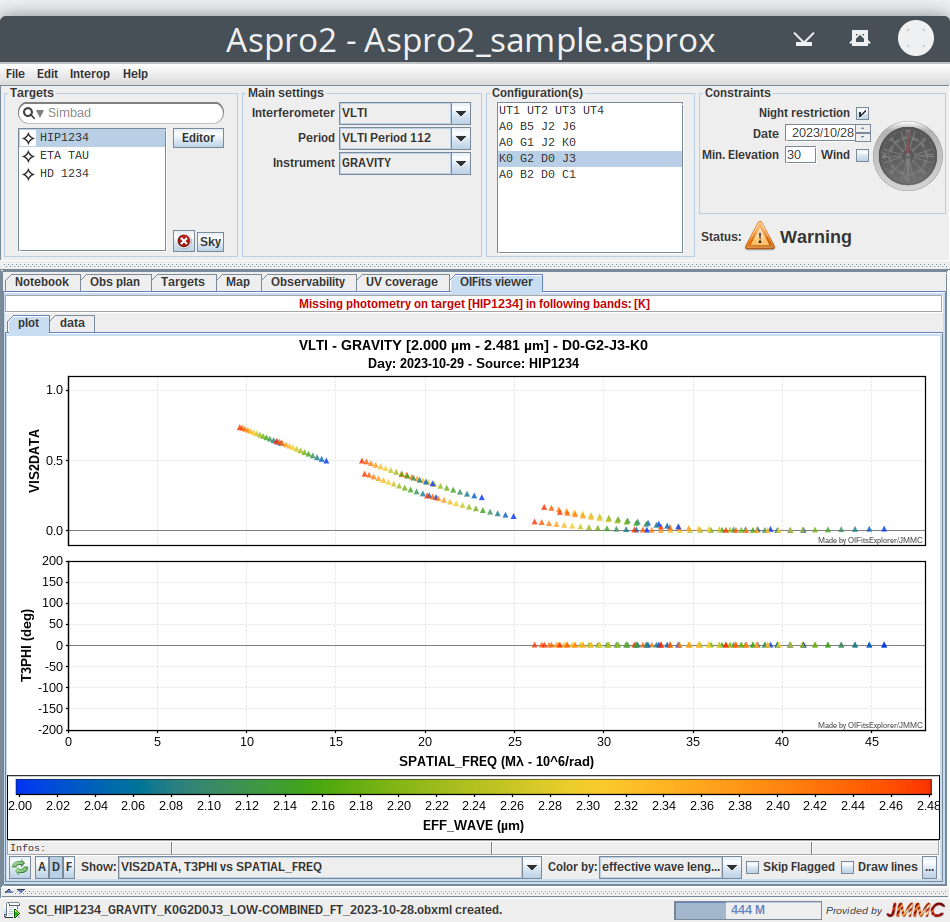 Aspro2 - Aspro2_sample.asprox
File Edit Interop Help
Targets
Simbad
HIP1234
ETA TAU
HD 1234
Editor
Sky
Main settings
Interferometer VLTI
Period VLTI Period 112
Instrument GRAVITY
Configuration(s)
UT1 UT2 UT3 UT4
A0 B5 J2 J6
A0 G1 J2 K0
K0 G2 D0 J3
A0 B2 D0 C1
Constraints
Night restriction
Date 2023/10/28
Min. Elevation 30 Wind
Status: Warning
Notebook Obs plan Targets Map Observability UV coverage OIFits viewer
Missing photometry on target [HIP1234] in following bands: [K]
plot data
VLTI - GRAVITY [2.000 µm - 2.481 µm] - D0-G2-J3-K0
Day: 2023-10-29 - Source: HIP1234
VIS2DATA
1.0
0.5
0.0
Made by OIFitsExplorer/JMMC
T3PHI (deg)
200
150
100
50
0
-50
-100
-150
-200
Made by OIFitsExplorer/JMMC
0 5 10 15 20 25 30 35 40 45
SPATIAL_FREQ (Mλ - 10^6/rad)
2.00 2.02 2.04 2.06 2.08 2.10 2.12 2.14 2.16 2.18 2.20 2.22 2.24 2.26 2.28 2.30 2.32 2.34 2.36 2.38 2.40 2.42 2.44 2.46 2.48
EFF_WAVE (µm)
Infos:
A D F Show: VIS2DATA, T3PHI vs SPATIAL_FREQ Color by: effective wave leng... Skip Flagged Draw lines ...
SCI_HIP1234_GRAVITY_K0G2D0J3_LOW-COMBINED_FT_2023-10-28.obxml created. 444 M Provided by JMMC